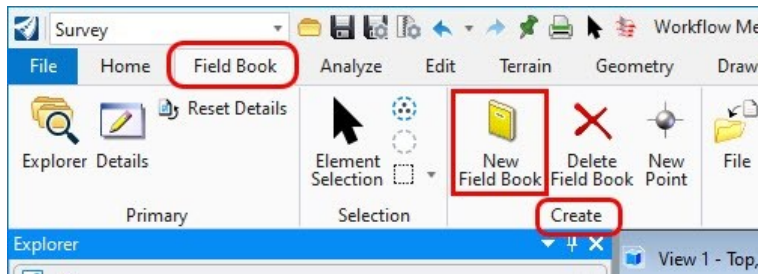 Survey
Workflow Me
File Home Field Book Analyze Edit Terrain Geometry Draw
Reset Details
Explorer Details Element Selection New Field Book Delete Field Book New Point File
Primary Selection Create
Explorer
View 1 - Top,